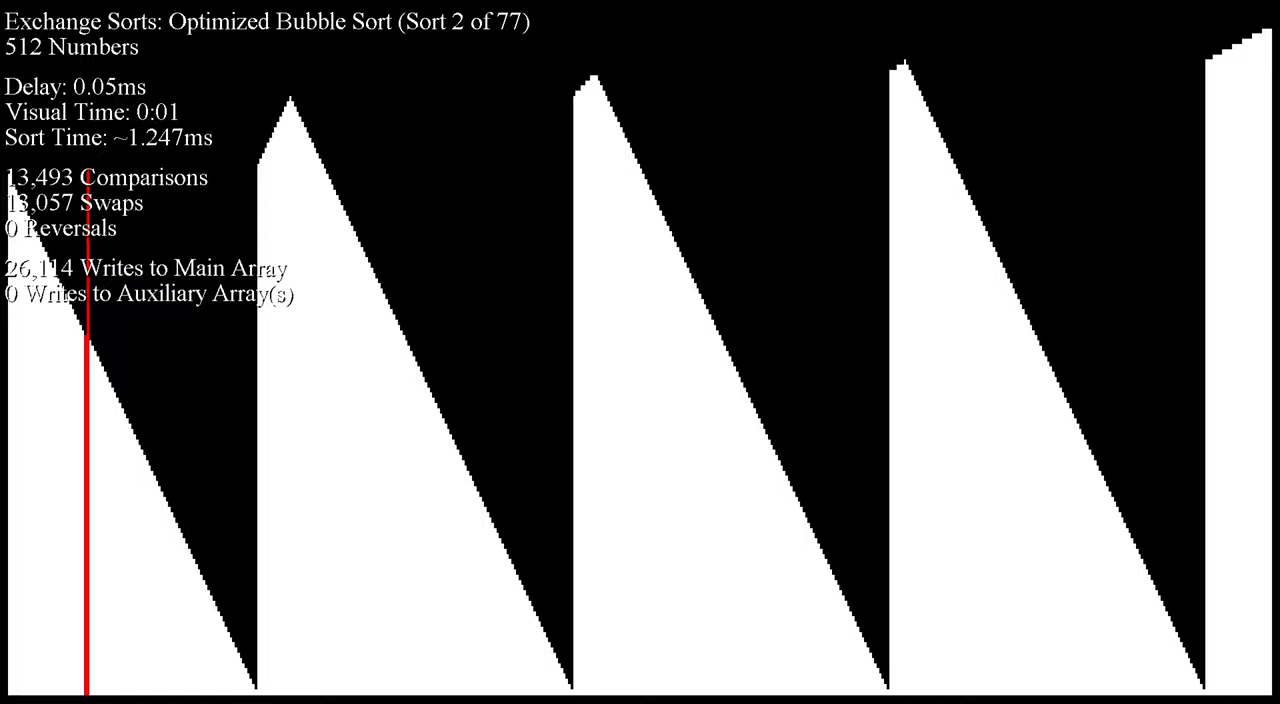 Exchange Sorts: Optimized Bubble Sort (Sort 2 of 77)
512 Numbers
Delay: 0.05ms
Visual Time: 0:01
Sort Time: ~1.247ms
13,493 Comparisons
13,057 Swaps
0 Reversals
26,114 Writes to Main Array
0 Writes to Auxiliary Array(s)